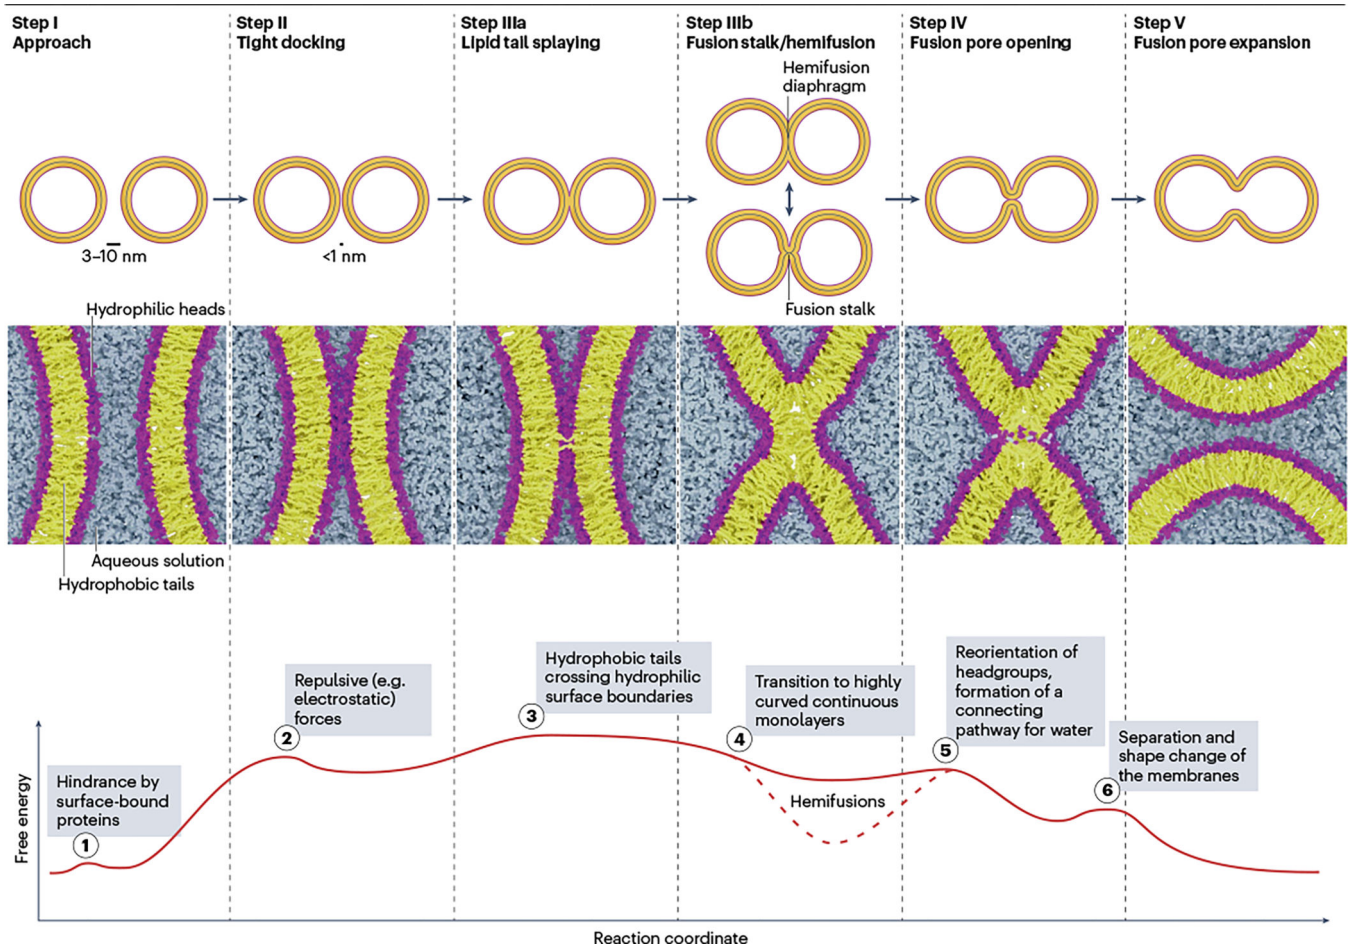 Step I
Approach
Step II
Tight docking
Step IIIa
Lipid tail splaying
Step IIIb
Fusion stalk/hemifusion
Step IV
Fusion pore opening
Step V
Fusion pore expansion
Hemifusion
diaphragm
3–10 nm
<1 nm
Fusion stalk
Hydrophilic heads
Aqueous solution
Hydrophobic tails
Free energy
Hindrance by
surface-bound
proteins
1
Repulsive (e.g.
electrostatic)
forces
2
Hydrophobic tails
crossing hydrophilic
surface boundaries
3
Transition to highly
curved continuous
monolayers
4
Hemifusions
Reorientation of
headgroups,
formation of a
connecting
pathway for water
5
Separation and
shape change of
the membranes
6
Reaction coordinate